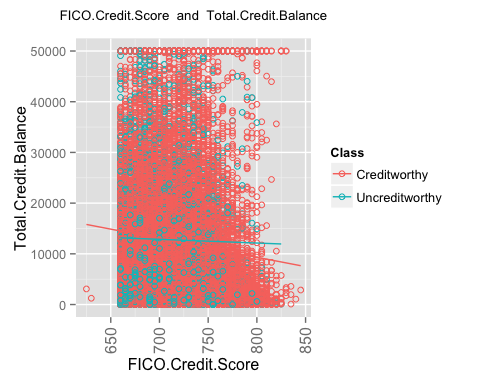 FICO.Credit.Score and Total.Credit.Balance
Total.Credit.Balance
50000
40000
30000
20000
10000
0
650
700
750
800
850
FICO.Credit.Score
Class
Creditworthy
Uncreditworthy